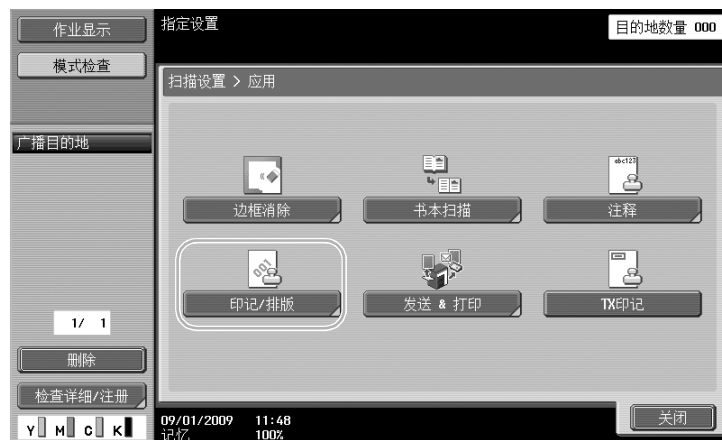 作业显示
模式检查
广播目的地
1/ 1
删除
检查详细/注册
Y M C K
指定设置
目的地数量 000
扫描设置 > 应用
abc123
边框消除
书本扫描
注释
001
印记/排版
发送 & 打印
TX印记
09/01/2009 11:48
记忆 100%
关闭